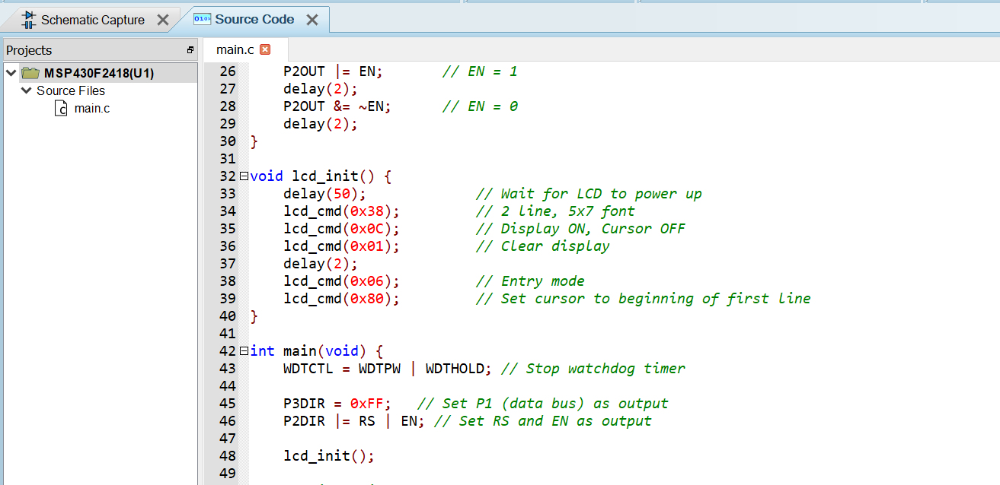 Schematic Capture
Source Code
Projects
main.c
MSP430F2418(U1)
Source Files
main.c
26 P2OUT |= EN; // EN = 1
27 delay(2);
28 P2OUT &= ~EN; // EN = 0
29 delay(2);
30 }
31
32 void lcd_init() {
33 delay(50); // Wait for LCD to power up
34 lcd_cmd(0x38); // 2 line, 5x7 font
35 lcd_cmd(0x0C); // Display ON, Cursor OFF
36 lcd_cmd(0x01); // Clear display
37 delay(2);
38 lcd_cmd(0x06); // Entry mode
39 lcd_cmd(0x80); // Set cursor to beginning of first line
40 }
41
42 int main(void) {
43 WDTCTL = WDTPW | WDTHOLD; // Stop watchdog timer
44
45 P3DIR = 0xFF; // Set P1 (data bus) as output
46 P2DIR |= RS | EN; // Set RS and EN as output
47
48 lcd_init();
49